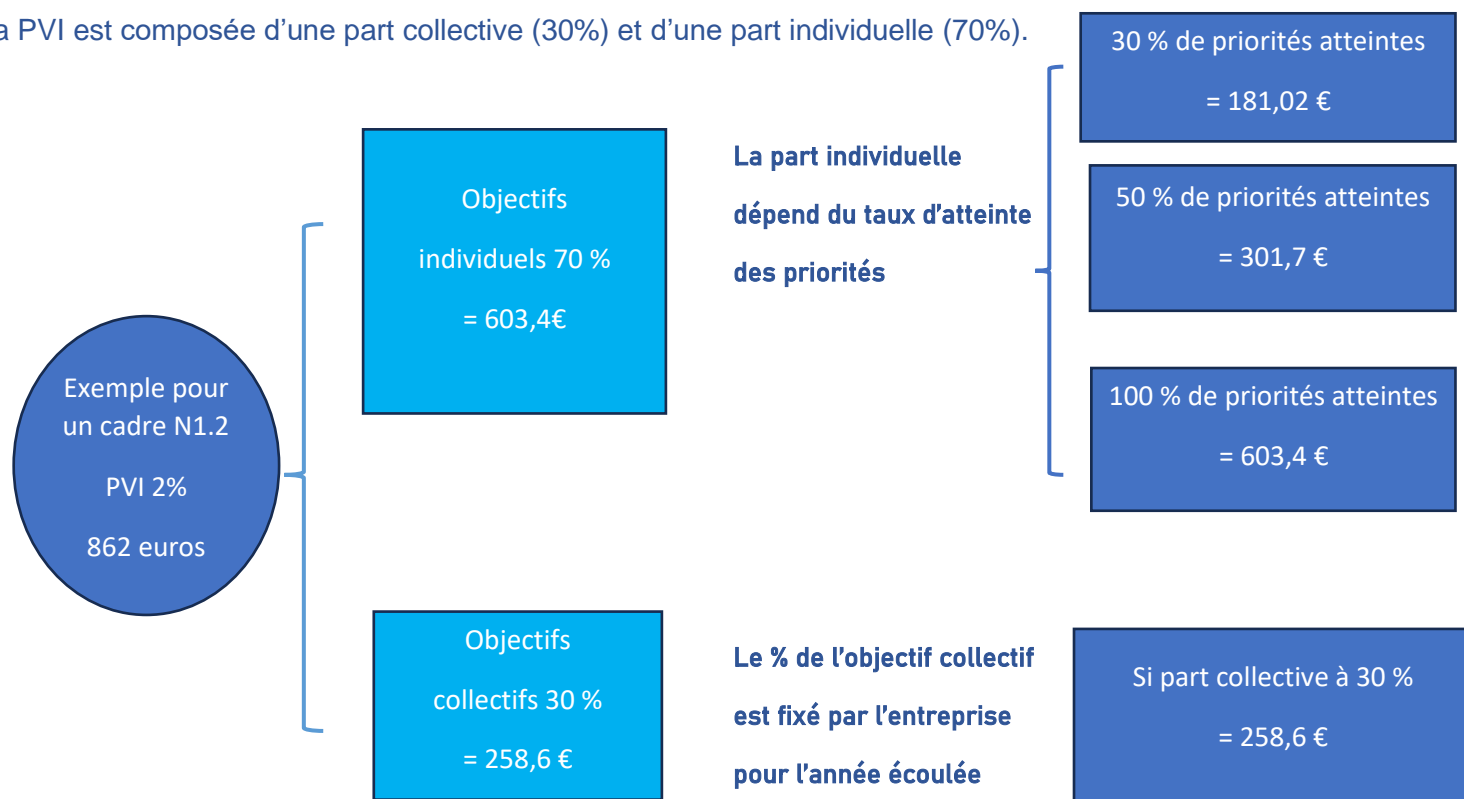 a PVI est composée d’une part collective (30%) et d’une part individuelle (70%).
Exemple pour
un cadre N1.2
PVI 2%
862 euros
Objectifs
individuels 70 %
= 603,4€
La part individuelle
dépend du taux d’atteinte
des priorités
30 % de priorités atteintes
= 181,02 €
50 % de priorités atteintes
= 301,7 €
100 % de priorités atteintes
= 603,4 €
Objectifs
collectifs 30 %
= 258,6 €
Le % de l’objectif collectif
est fixé par l’entreprise
pour l’année écoulée
Si part collective à 30 %
= 258,6 €